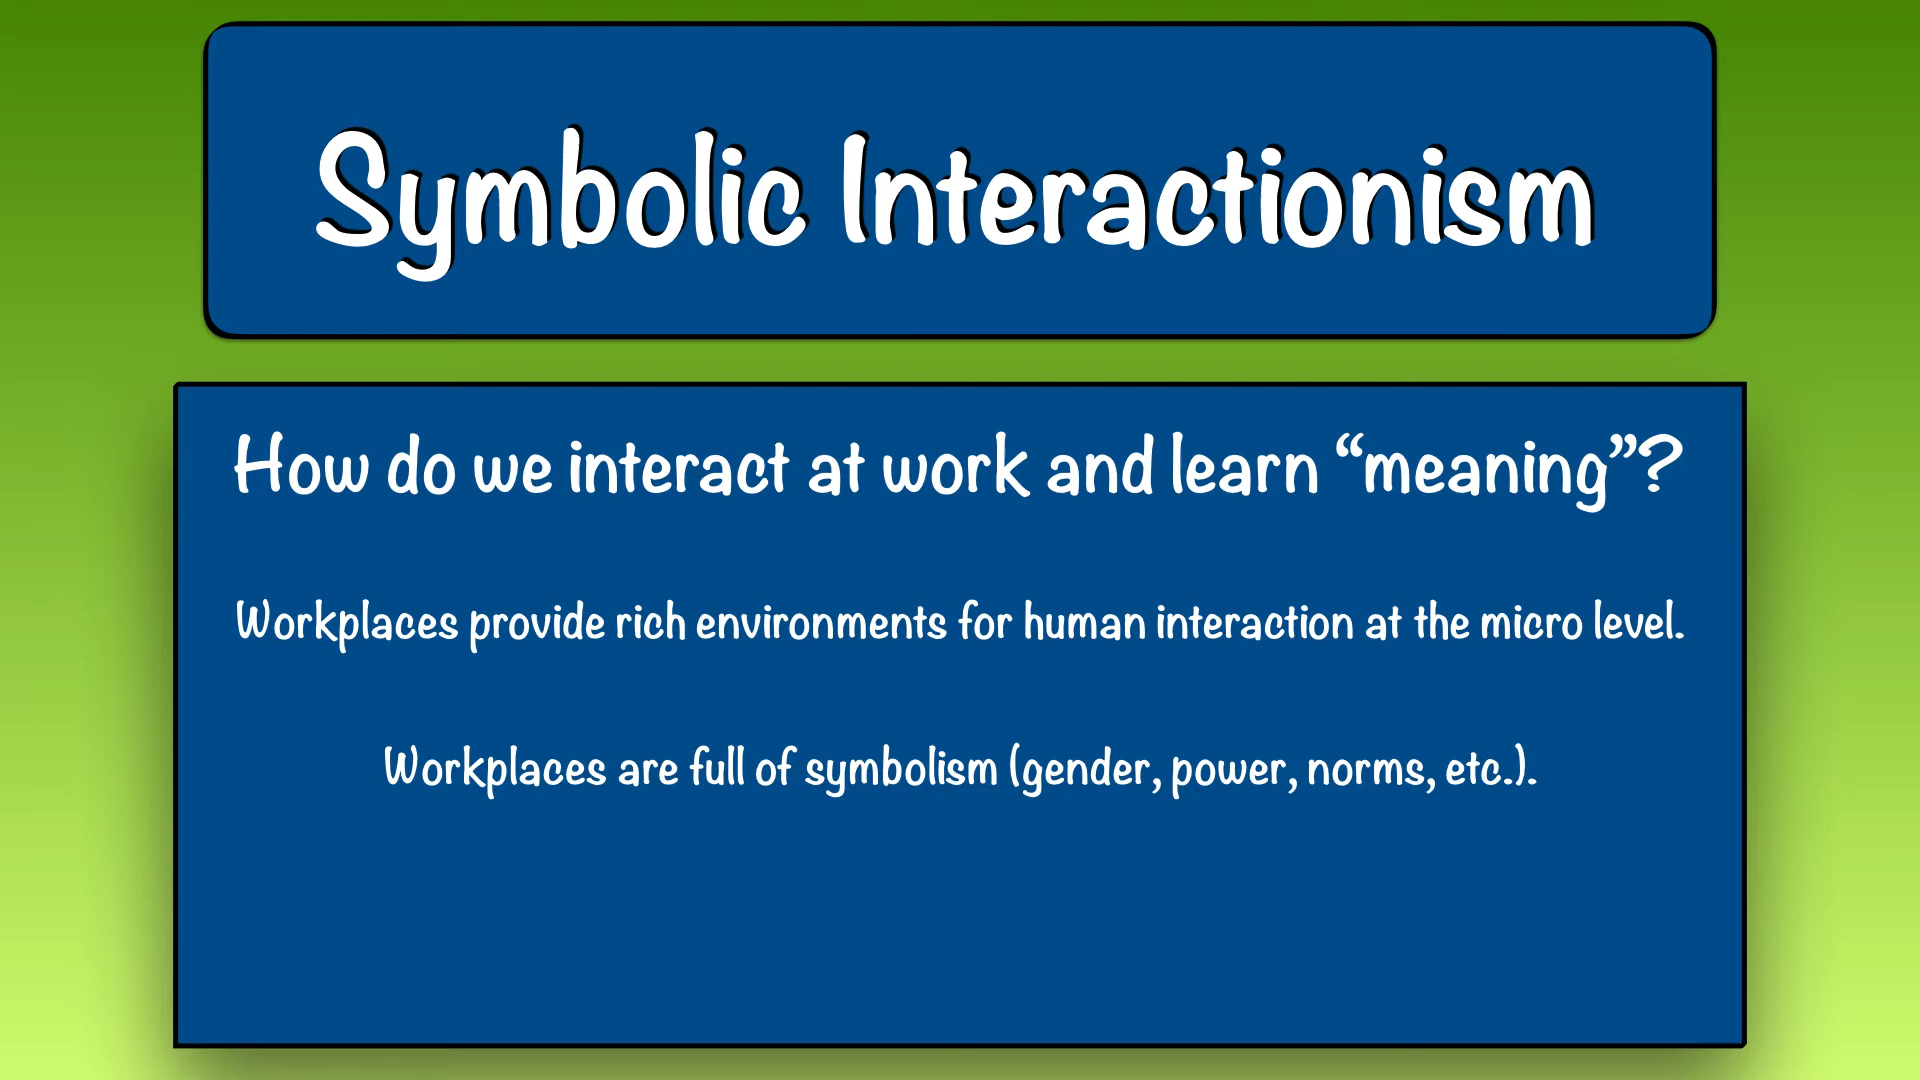 Symbolic Interactionism
How do we interact at work and learn “meaning”?
Workplaces provide rich environments for human interaction at the micro level.
Workplaces are full of symbolism (gender, power, norms, etc.).